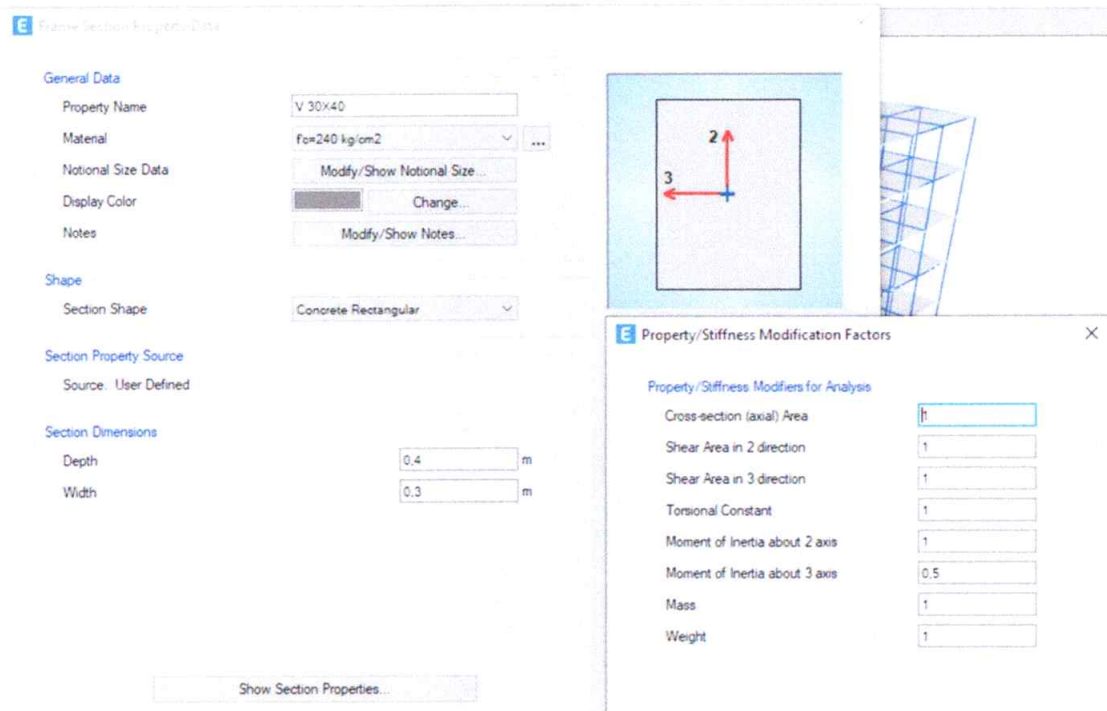 Frame Section Property Data
General Data
Property Name V 30X40
Material f'c=240 kg/cm2 ...
Notional Size Data Modify/Show Notional Size...
Display Color Change...
Notes Modify/Show Notes...
Shape
Section Shape Concrete Rectangular
Section Property Source
Source: User Defined
Section Dimensions
Depth 0,4 m
Width 0,3 m
Show Section Properties...
2
3
E Property/Stiffness Modification Factors
Property/Stiffness Modifiers for Analysis
Cross-section (axial) Area 1
Shear Area in 2 direction 1
Shear Area in 3 direction 1
Torsional Constant 1
Moment of Inertia about 2 axis 1
Moment of Inertia about 3 axis 0,5
Mass 1
Weight 1